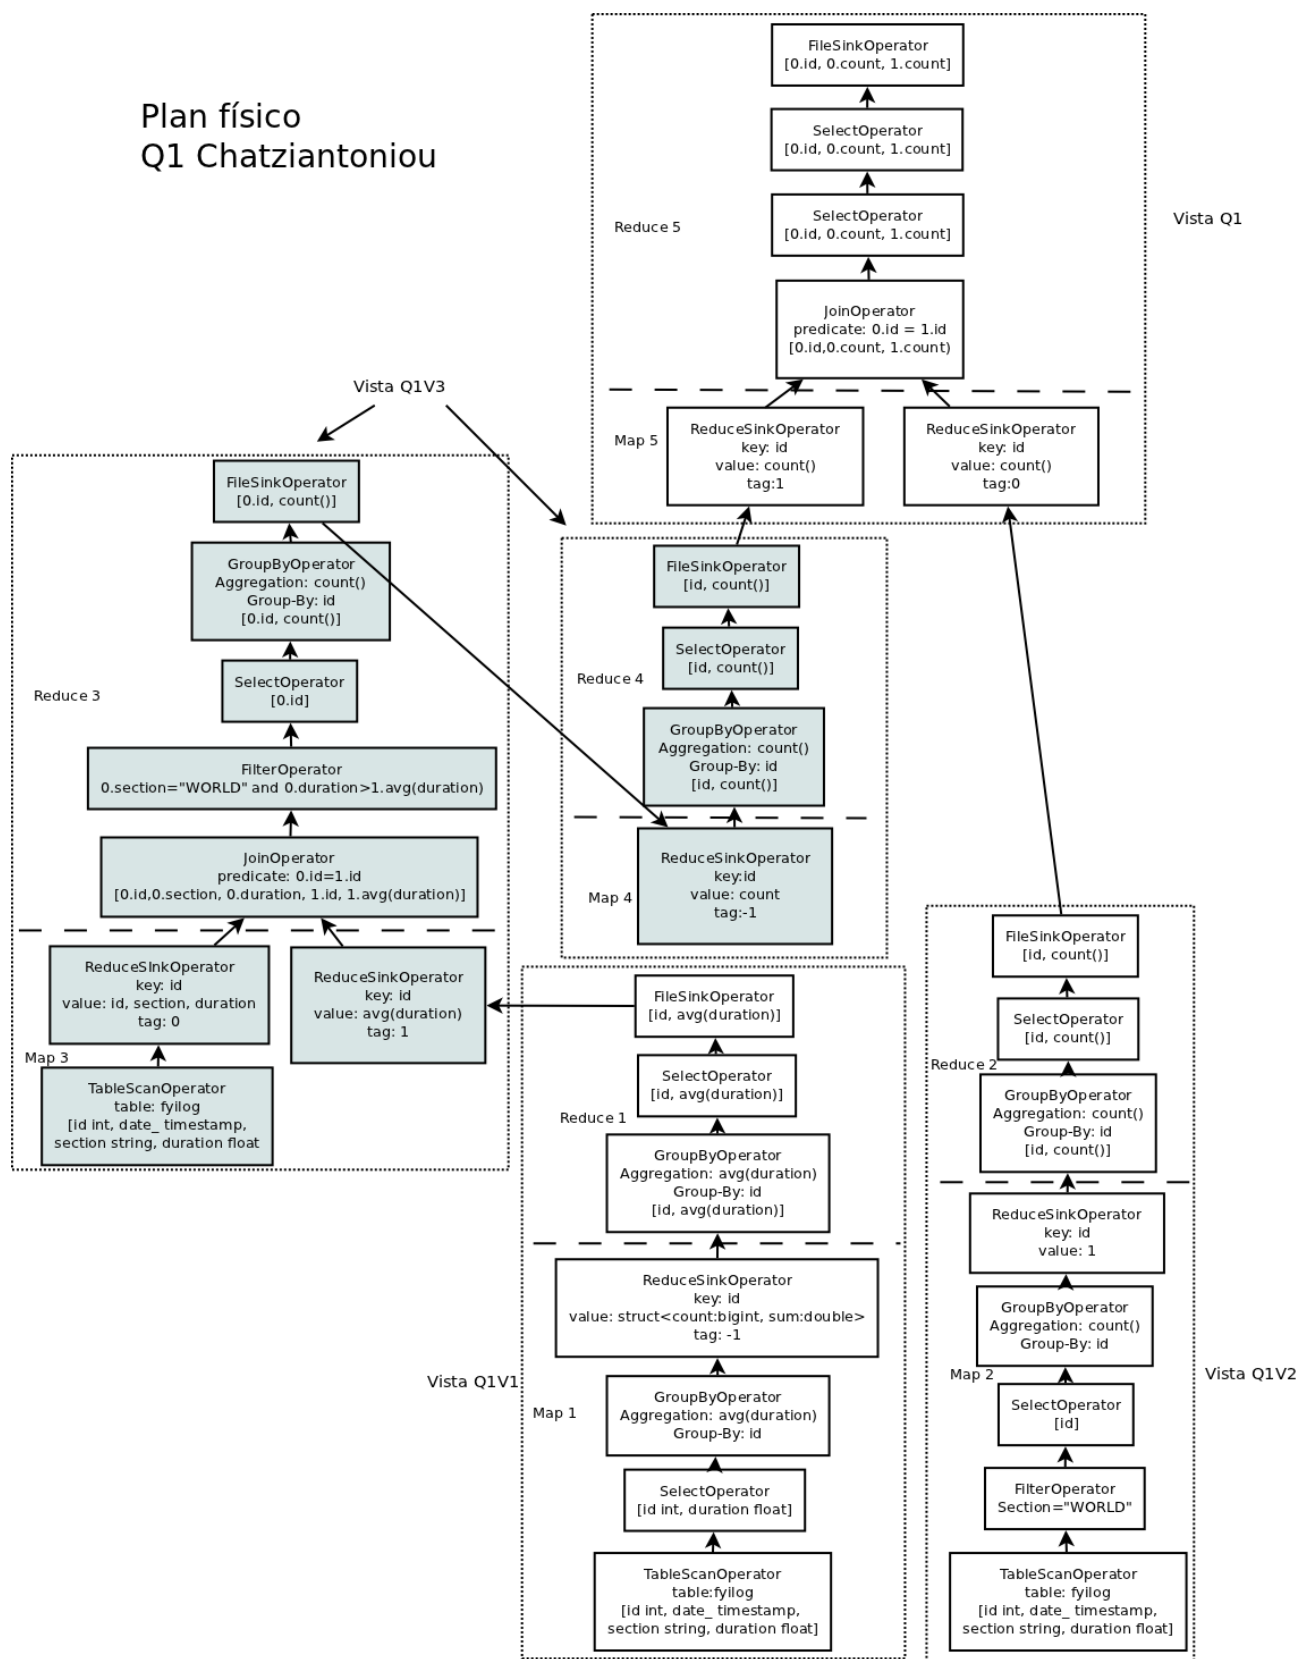 Plan físico
Q1 Chatziantoniou
FileSinkOperator
[0.id, 0.count, 1.count]
SelectOperator
[0.id, 0.count, 1.count]
SelectOperator
[0.id, 0.count, 1.count]
Reduce 5
Vista Q1
JoinOperator
predicate: 0.id = 1.id
[0.id,0.count, 1.count)
Map 5
ReduceSinkOperator
key: id
value: count()
tag:1
ReduceSinkOperator
key: id
value: count()
tag:0
Vista Q1V3
FileSinkOperator
[0.id, count()]
GroupByOperator
Aggregation: count()
Group-By: id
[0.id, count()]
Reduce 3
SelectOperator
[0.id]
FilterOperator
0.section="WORLD" and 0.duration>1.avg(duration)
JoinOperator
predicate: 0.id=1.id
[0.id,0.section, 0.duration, 1.id, 1.avg(duration)]
ReduceSInkOperator
key: id
value: id, section, duration
tag: 0
ReduceSinkOperator
key: id
value: avg(duration)
tag: 1
Map 3
TableScanOperator
table: fyilog
[id int, date_ timestamp,
section string, duration float
FileSinkOperator
[id, count()]
SelectOperator
[id, count()]
Reduce 4
GroupByOperator
Aggregation: count()
Group-By: id
[id, count()]
Map 4
ReduceSinkOperator
key:id
value: count
tag:-1
FileSinkOperator
[id, avg(duration)]
SelectOperator
[id, avg(duration)]
Reduce 1
GroupByOperator
Aggregation: avg(duration)
Group-By: id
[id, avg(duration)]
ReduceSinkOperator
key: id
value: struct<count:bigint, sum:double>
tag: -1
Vista Q1V1
Map 1
GroupByOperator
Aggregation: avg(duration)
Group-By: id
SelectOperator
[id int, duration float]
TableScanOperator
table:fyilog
[id int, date_ timestamp,
section string, duration float]
FileSinkOperator
[id, count()]
SelectOperator
[id, count()]
Reduce 2
GroupByOperator
Aggregation: count()
Group-By: id
[id, count()]
ReduceSinkOperator
key: id
value: 1
GroupByOperator
Aggregation: count()
Group-By: id
Map 2
Vista Q1V2
SelectOperator
[id]
FilterOperator
Section="WORLD"
TableScanOperator
table: fyilog
[id int, date_ timestamp,
section string, duration float]